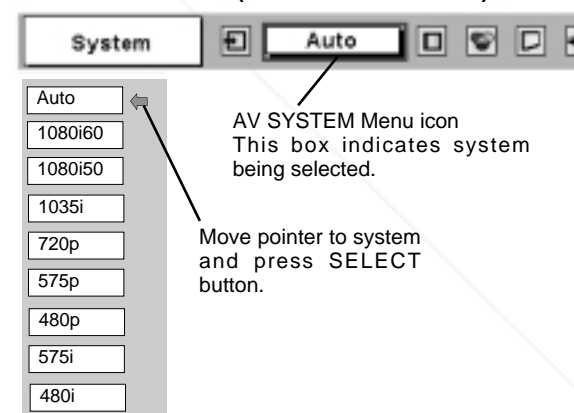 System
Auto
AV SYSTEM Menu icon
This box indicates system
being selected.
Auto
1080i60
1080i50
1035i
720p
575p
480p
575i
480i
Move pointer to system
and press SELECT
button.